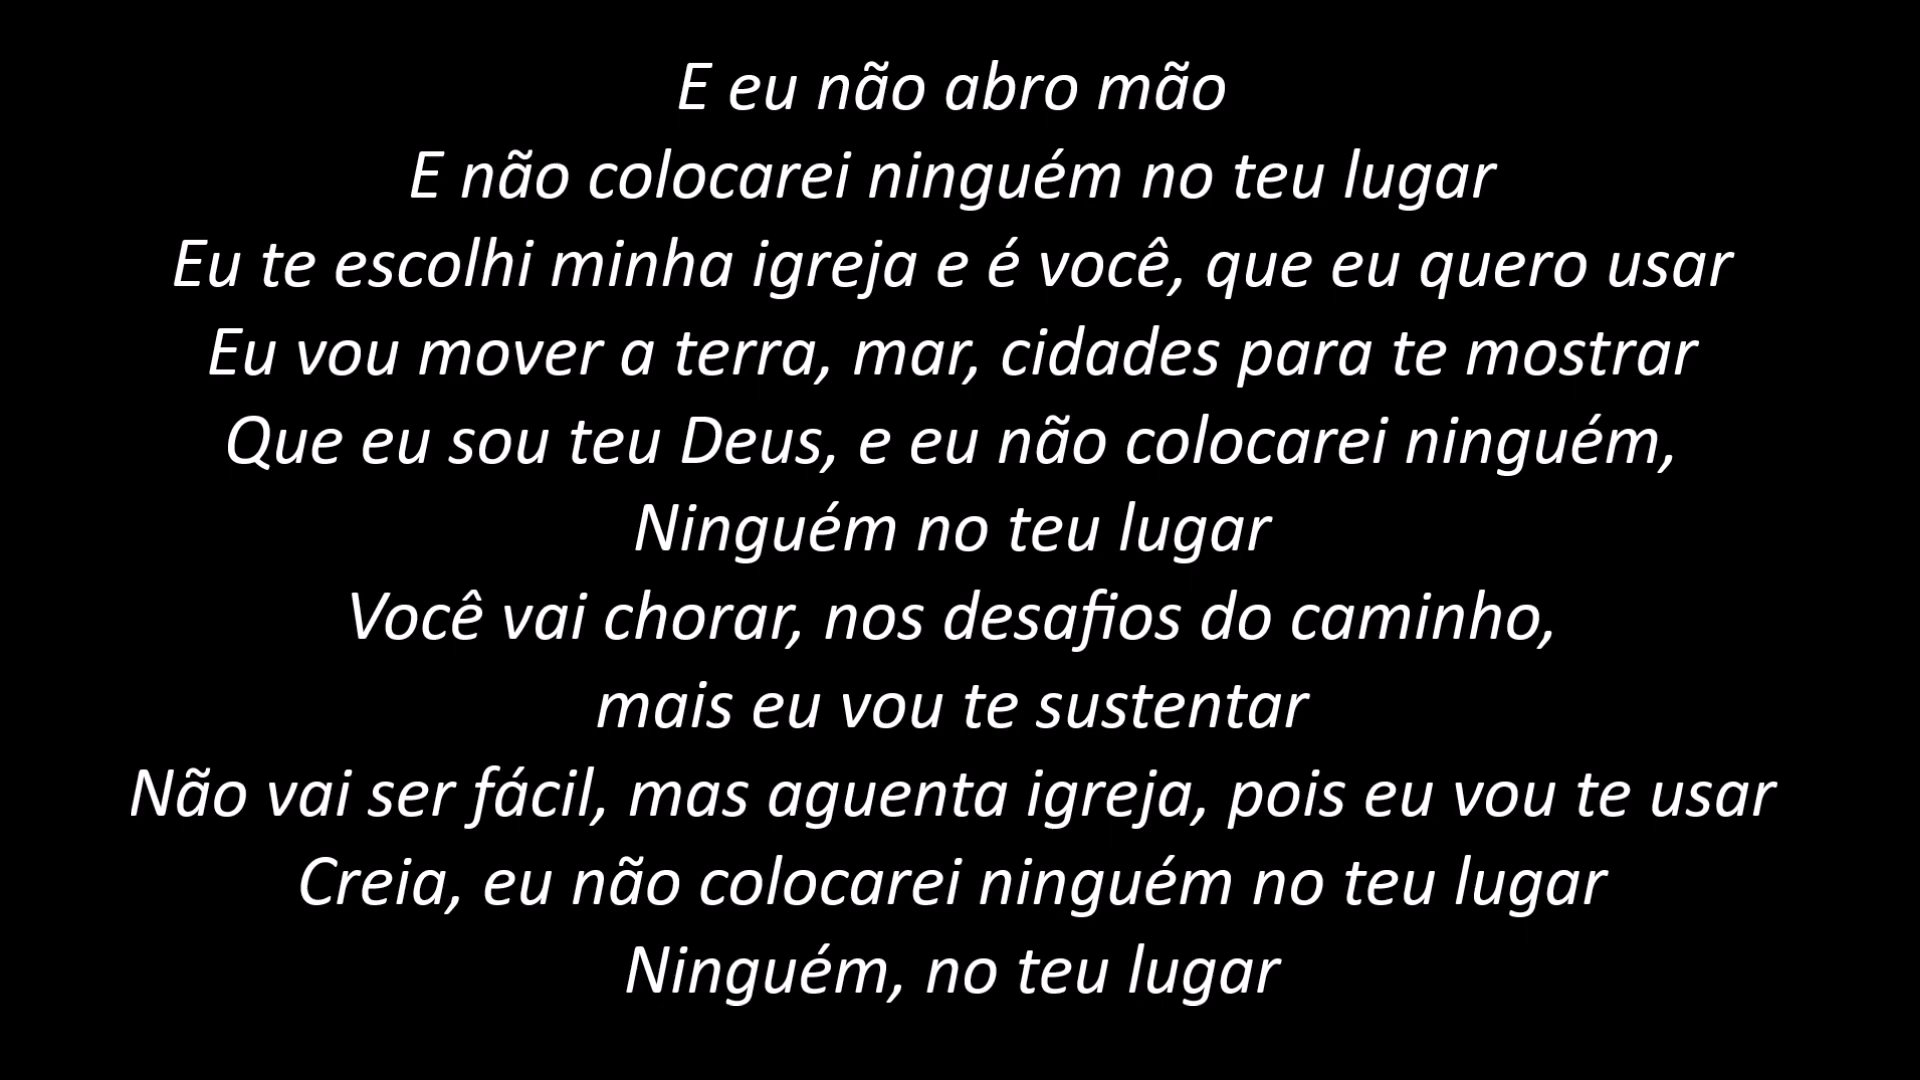 E eu não abro mão
E não colocarei ninguém no teu lugar
Eu te escolhi minha igreja e é você, que eu quero usar
Eu vou mover a terra, mar, cidades para te mostrar
Que eu sou teu Deus, e eu não colocarei ninguém,
Ninguém no teu lugar
Você vai chorar, nos desafios do caminho,
mais eu vou te sustentar
Não vai ser fácil, mas aguenta igreja, pois eu vou te usar
Creia, eu não colocarei ninguém no teu lugar
Ninguém, no teu lugar